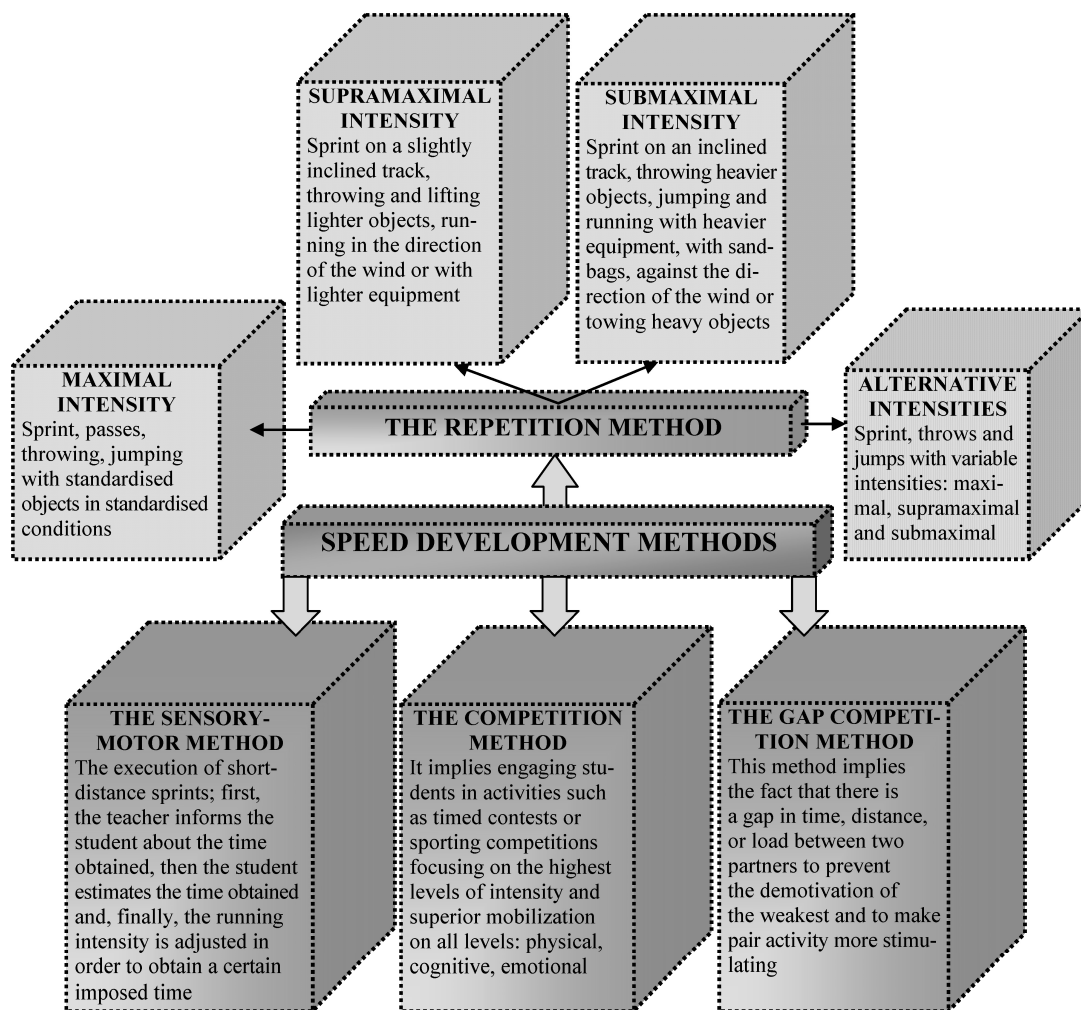 SUPRAMAXIMAL
INTENSITY
Sprint on a slightly
inclined track,
throwing and lifting
lighter objects, run-
ning in the direction
of the wind or with
lighter equipment
SUBMAXIMAL
INTENSITY
Sprint on an inclined
track, throwing heavier
objects, jumping and
running with heavier
equipment, with sand-
bags, against the di-
rection of the wind or
towing heavy objects
MAXIMAL
INTENSITY
Sprint, passes,
throwing, jumping
with standardised
objects in standardised
conditions
THE REPETITION METHOD
ALTERNATIVE
INTENSITIES
Sprint, throws and
jumps with variable
intensities: maxi-
mal, supramaximal
and submaximal
SPEED DEVELOPMENT METHODS
THE SENSORY-
MOTOR METHOD
The execution of short-
distance sprints; first,
the teacher informs the
student about the time
obtained, then the student
estimates the time obtained
and, finally, the running
intensity is adjusted in
order to obtain a certain
imposed time
THE COMPETITION
METHOD
It implies engaging stu-
dents in activities such
as timed contests or
sporting competitions
focusing on the highest
levels of intensity and
superior mobilization
on all levels: physical,
cognitive, emotional
THE GAP COMPETI-
TION METHOD
This method implies
the fact that there is
a gap in time, distance,
or load between two
partners to prevent
the demotivation of
the weakest and to make
pair activity more stimu-
lating